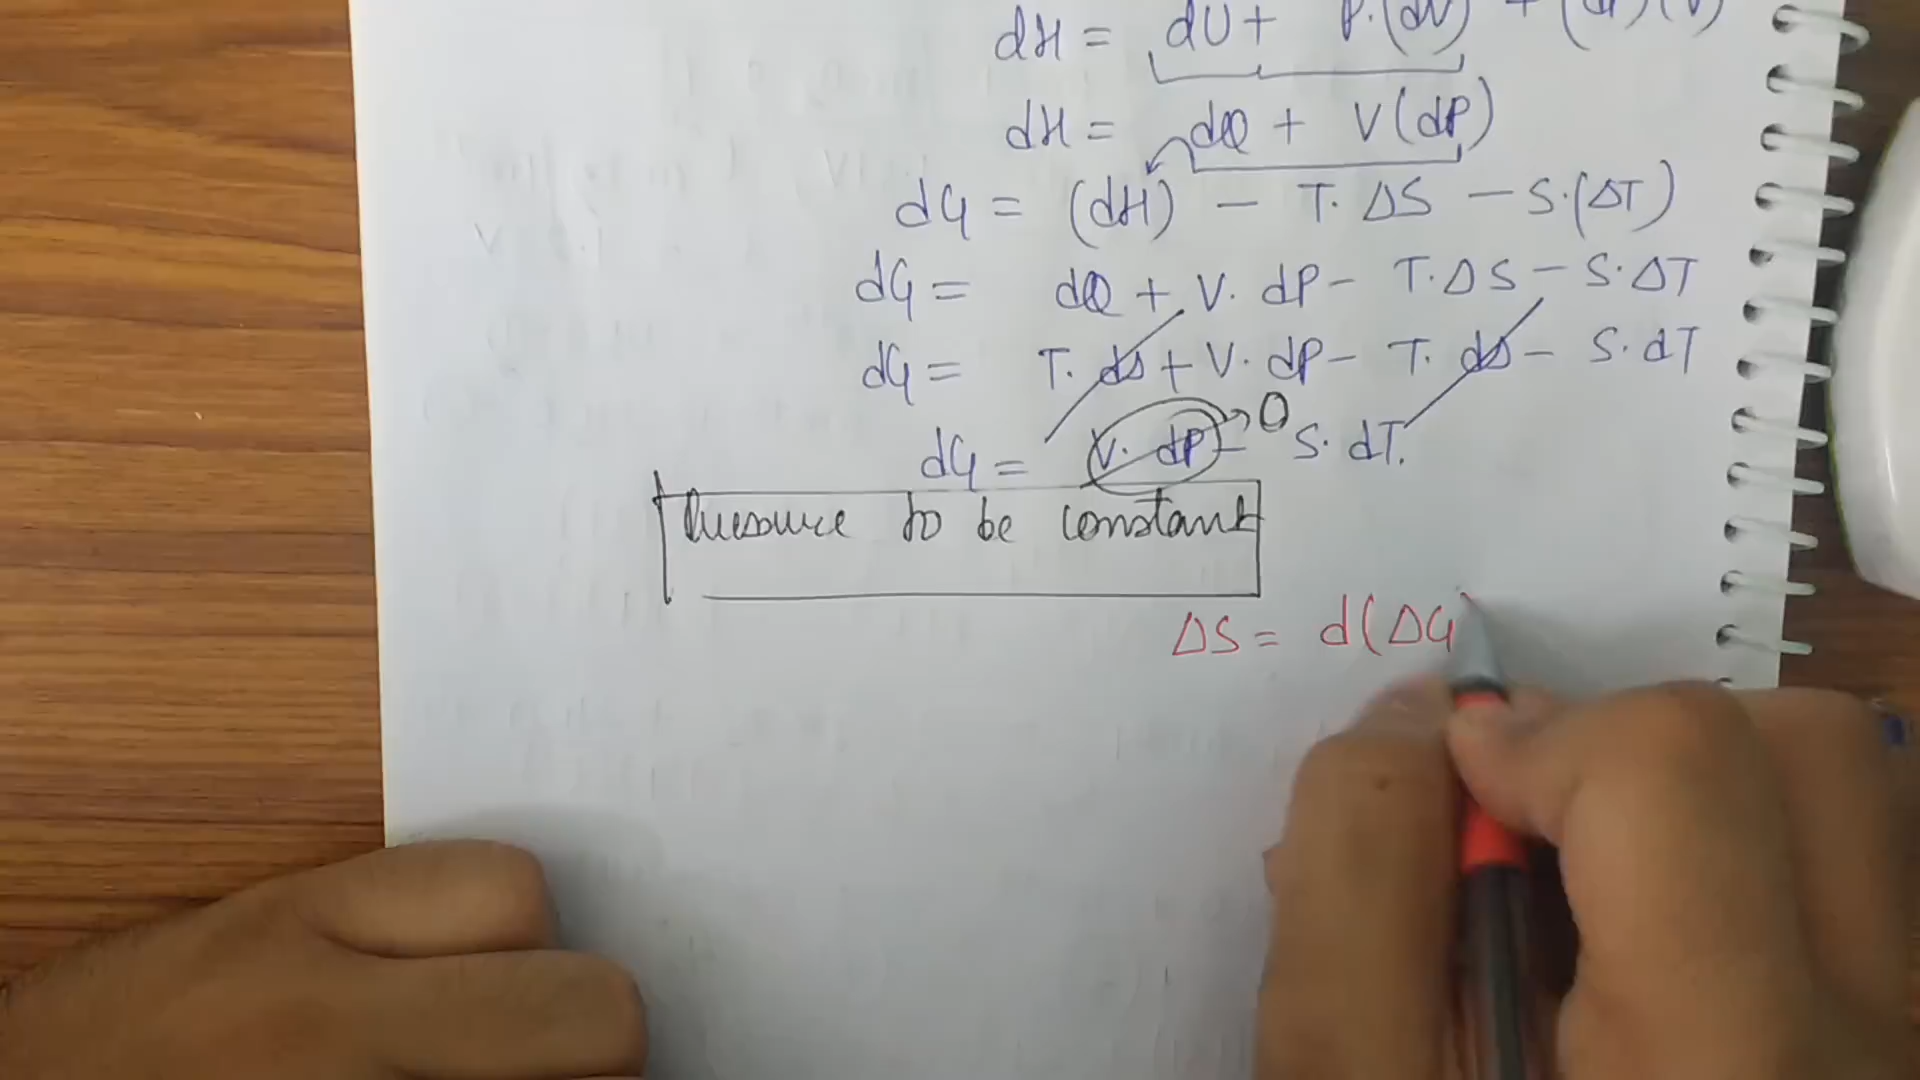 dH = dU + P.(dV) + (dP)(V)
dH = dQ + V(dP)
dG = (dH) - T. ΔS - S.(ΔT)
dG = dQ + V. dP - T.ΔS - S.ΔT
dG = T. ds + V. dP - T. ds - S.dT
dG = V. dP → 0 - S. dT.
Pressure to be constant
ΔS = d(ΔG)